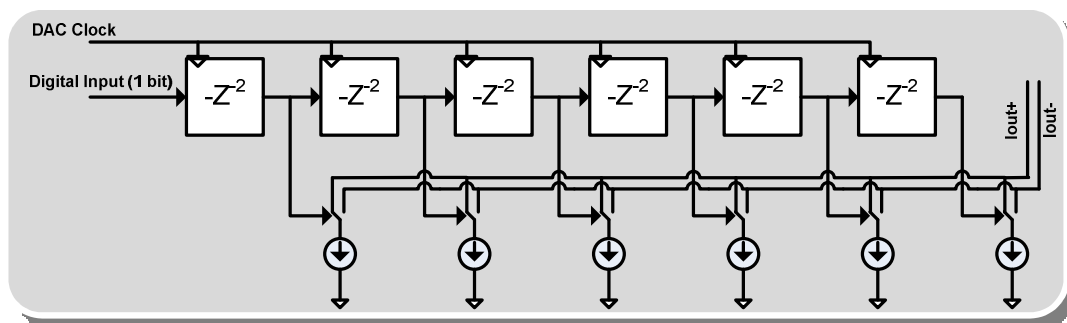 DAC Clock
Digital Input (1 bit)
-Z-2 -Z-2 -Z-2 -Z-2 -Z-2 -Z-2
Iout+
Iout-